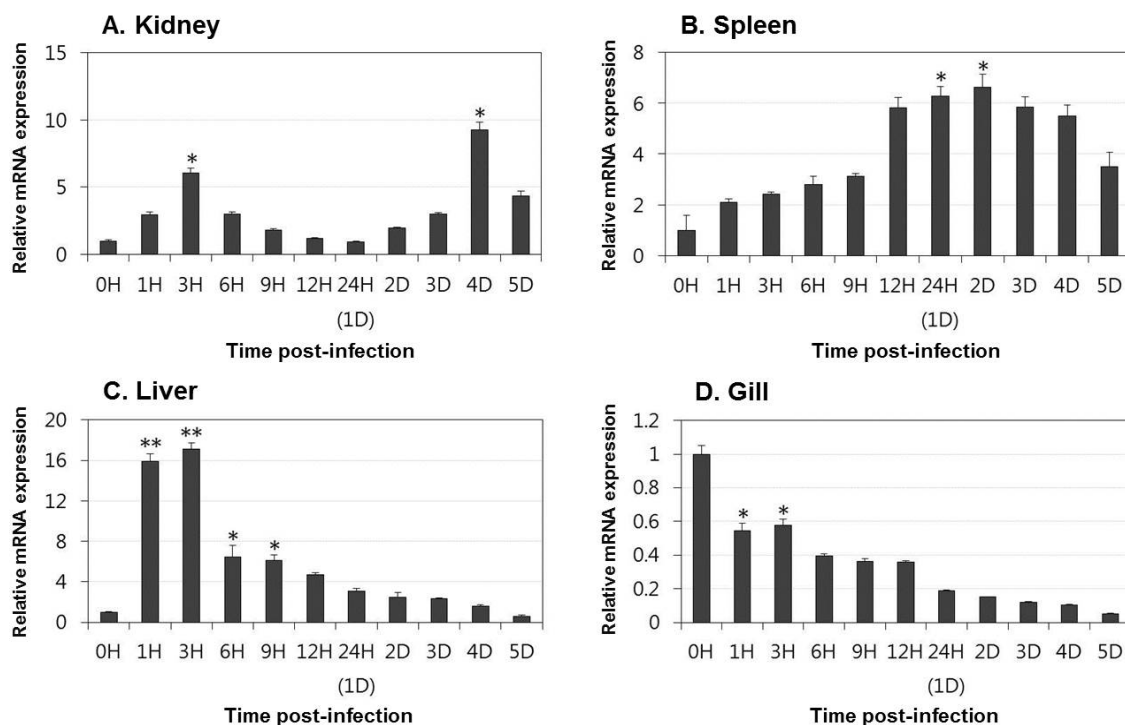 A. Kidney
Relative mRNA expression
15
10
5
0
*
*
0H 1H 3H 6H 9H 12H 24H 2D 3D 4D 5D
(1D)
Time post-infection
B. Spleen
Relative mRNA expression
8
6
4
2
0
*
*
0H 1H 3H 6H 9H 12H 24H 2D 3D 4D 5D
(1D)
Time post-infection
C. Liver
Relative mRNA expression
20
16
12
8
4
0
**
**
*
*
0H 1H 3H 6H 9H 12H 24H 2D 3D 4D 5D
(1D)
Time post-infection
D. Gill
Relative mRNA expression
1.2
1
0.8
0.6
0.4
0.2
0
*
*
0H 1H 3H 6H 9H 12H 24H 2D 3D 4D 5D
(1D)
Time post-infection